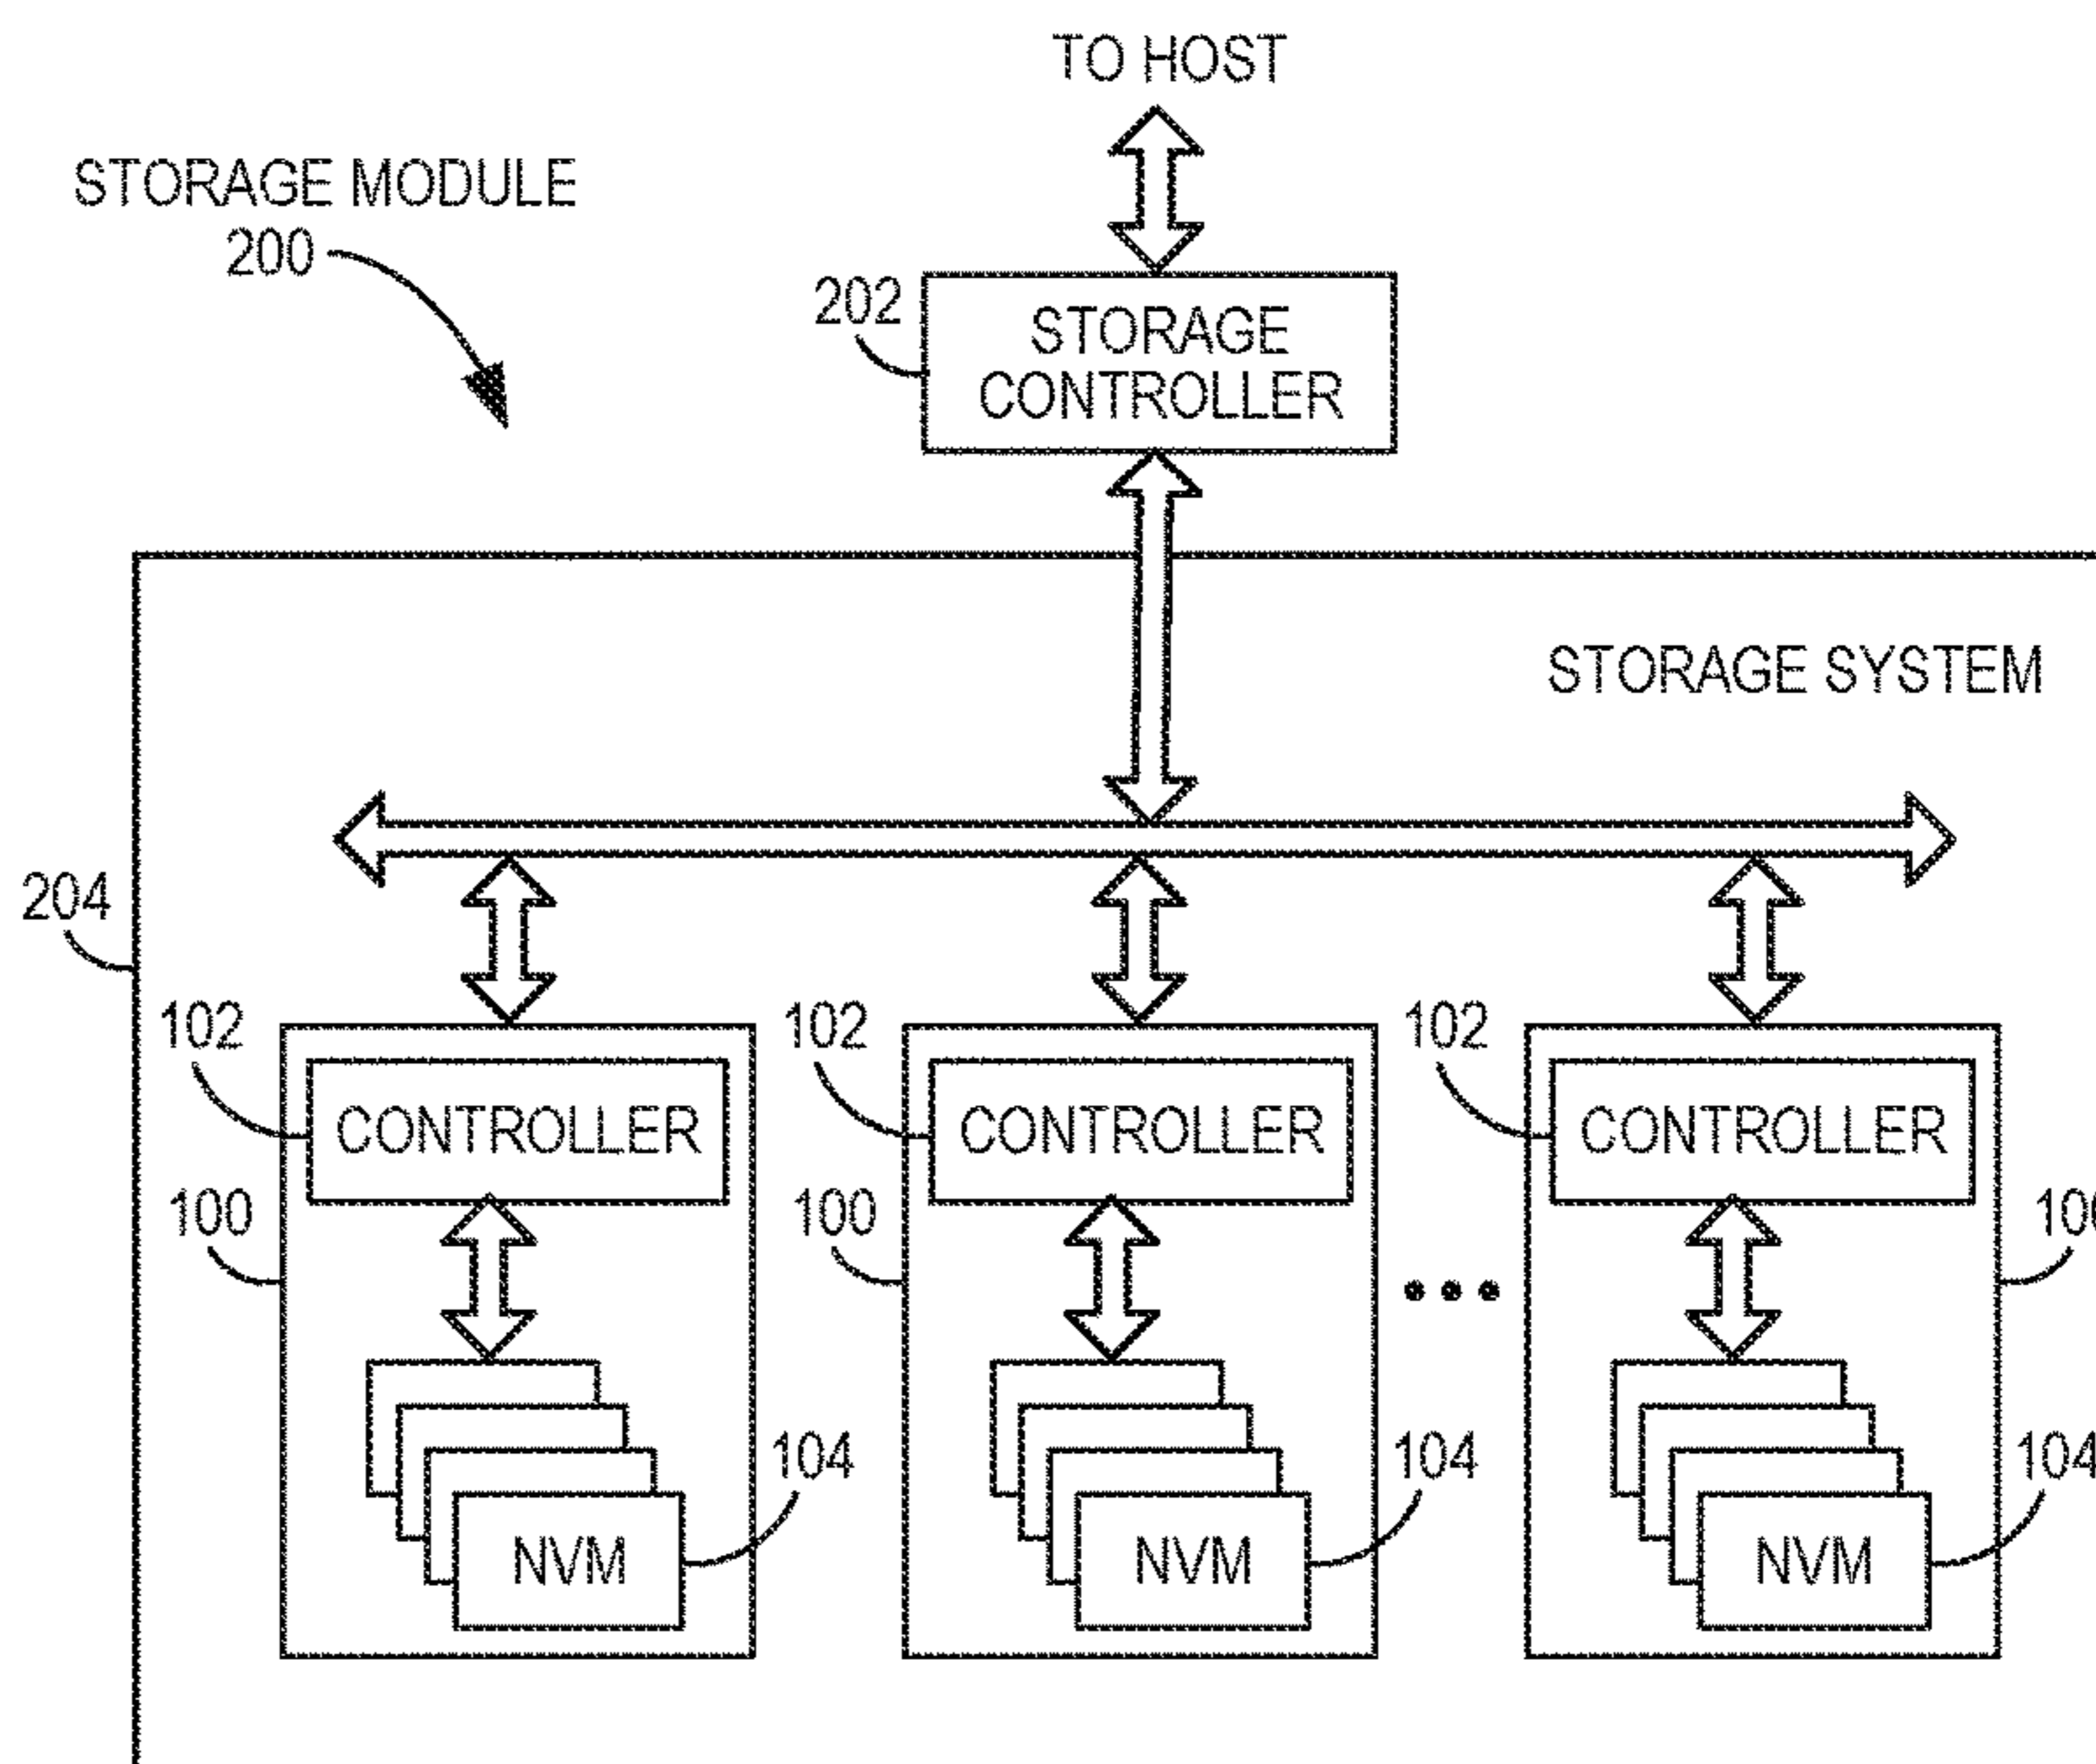 TO HOST
STORAGE MODULE
200
202
STORAGE
CONTROLLER
STORAGE SYSTEM
204
102
102
102
CONTROLLER
CONTROLLER
CONTROLLER
100
100
104
104
104
NVM
NVM
NVM